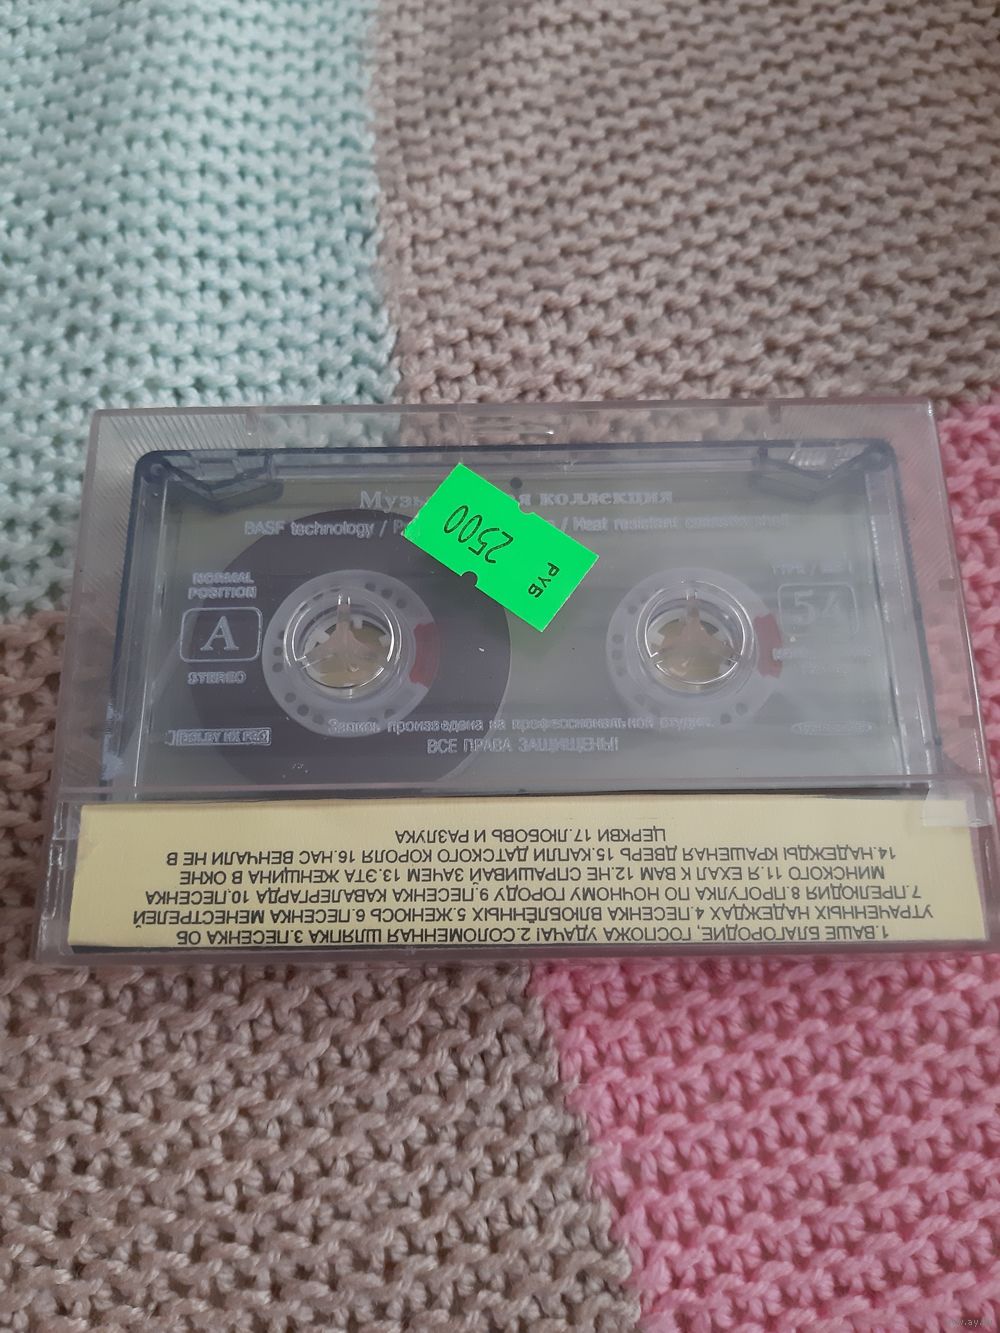 Музы я коллекция
BASF technology / / Heat resistent
2500
РУБ
NORMAL
POSITION
A
STEREO
54
DOLBY HX PRO
Запись произведена на профессиональной студии.
ВСЕ ПРАВА ЗАЩИЩЕНЫ!
1.ВАШЕ БЛАГОРОДИЕ, ГОСПОЖА УДАЧА! 2.СОЛОМЕННАЯ ШЛЯПКА 3.ПЕСЕНКА ОБ
УТРАЧЕННЫХ НАДЕЖДАХ 4.ПЕСЕНКА ВЛЮБЛЁННЫХ 5.ЖЕНЮСЬ 6.ПЕСЕНКА МЕНЕСТРЕЛЕЙ
7.ПРЕЛЮДИЯ 8.ПРОГУЛКА ПО НОЧНОМУ ГОРОДУ 9.ПЕСЕНКА КАВАЛЕРГАРДА 10.ПЕСЕНКА
МИНСКОГО 11.Я ЕХАЛ К ВАМ 12.НЕ СПРАШИВАЙ ЗАЧЕМ 13.ЭТА ЖЕНЩИНА В ОКНЕ
14.НАДЕЖДЫ КРАШЕНАЯ ДВЕРЬ 15.КАПЛИ ДАТСКОГО КОРОЛЯ 16.НАС ВЕНЧАЛИ НЕ В
ЦЕРКВИ 17.ЛЮБОВЬ И РАЗЛУКА